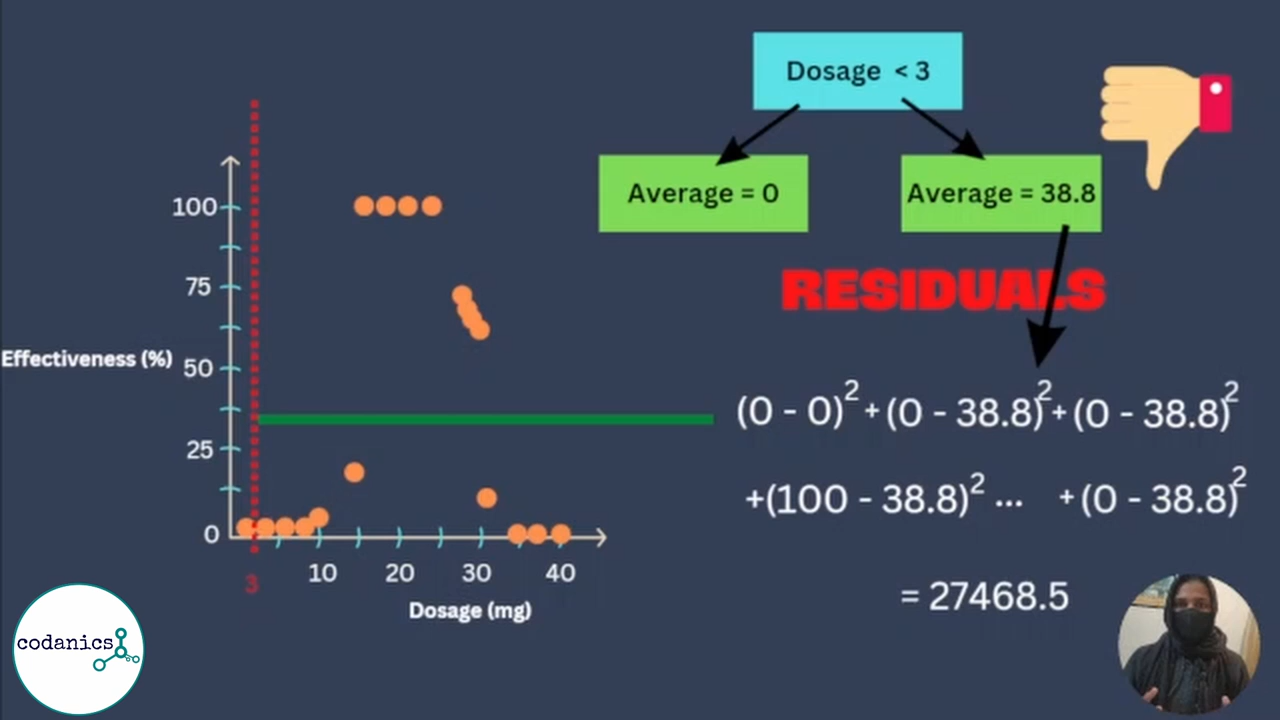 Dosage < 3
Average = 0
Average = 38.8
RESIDUALS
100
75
Effectiveness (%)
50
25
0
10 20 30 40
3
Dosage (mg)
(0 - 0)² + (0 - 38.8)² + (0 - 38.8)²
+(100 - 38.8)² ... + (0 - 38.8)²
= 27468.5
codanics